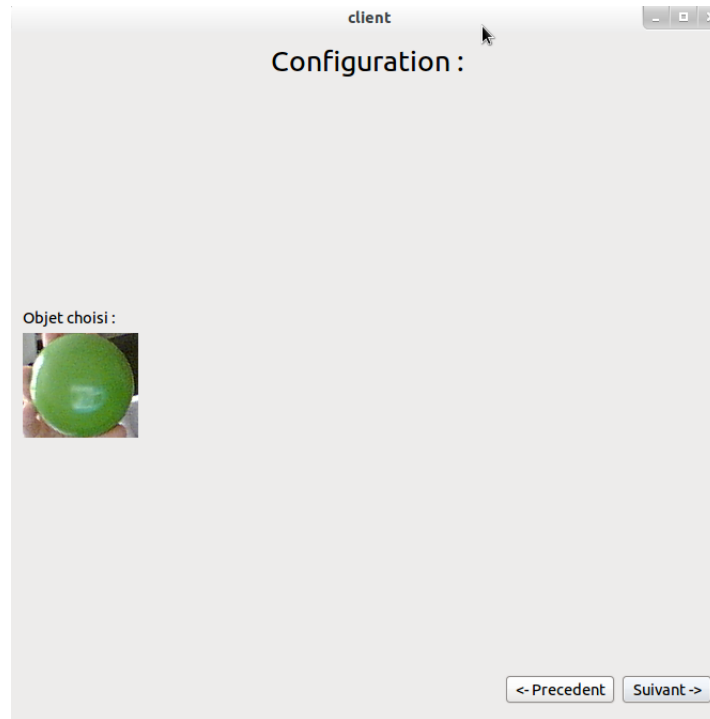 client
Configuration :
Objet choisi :
<- Precedent
Suivant ->